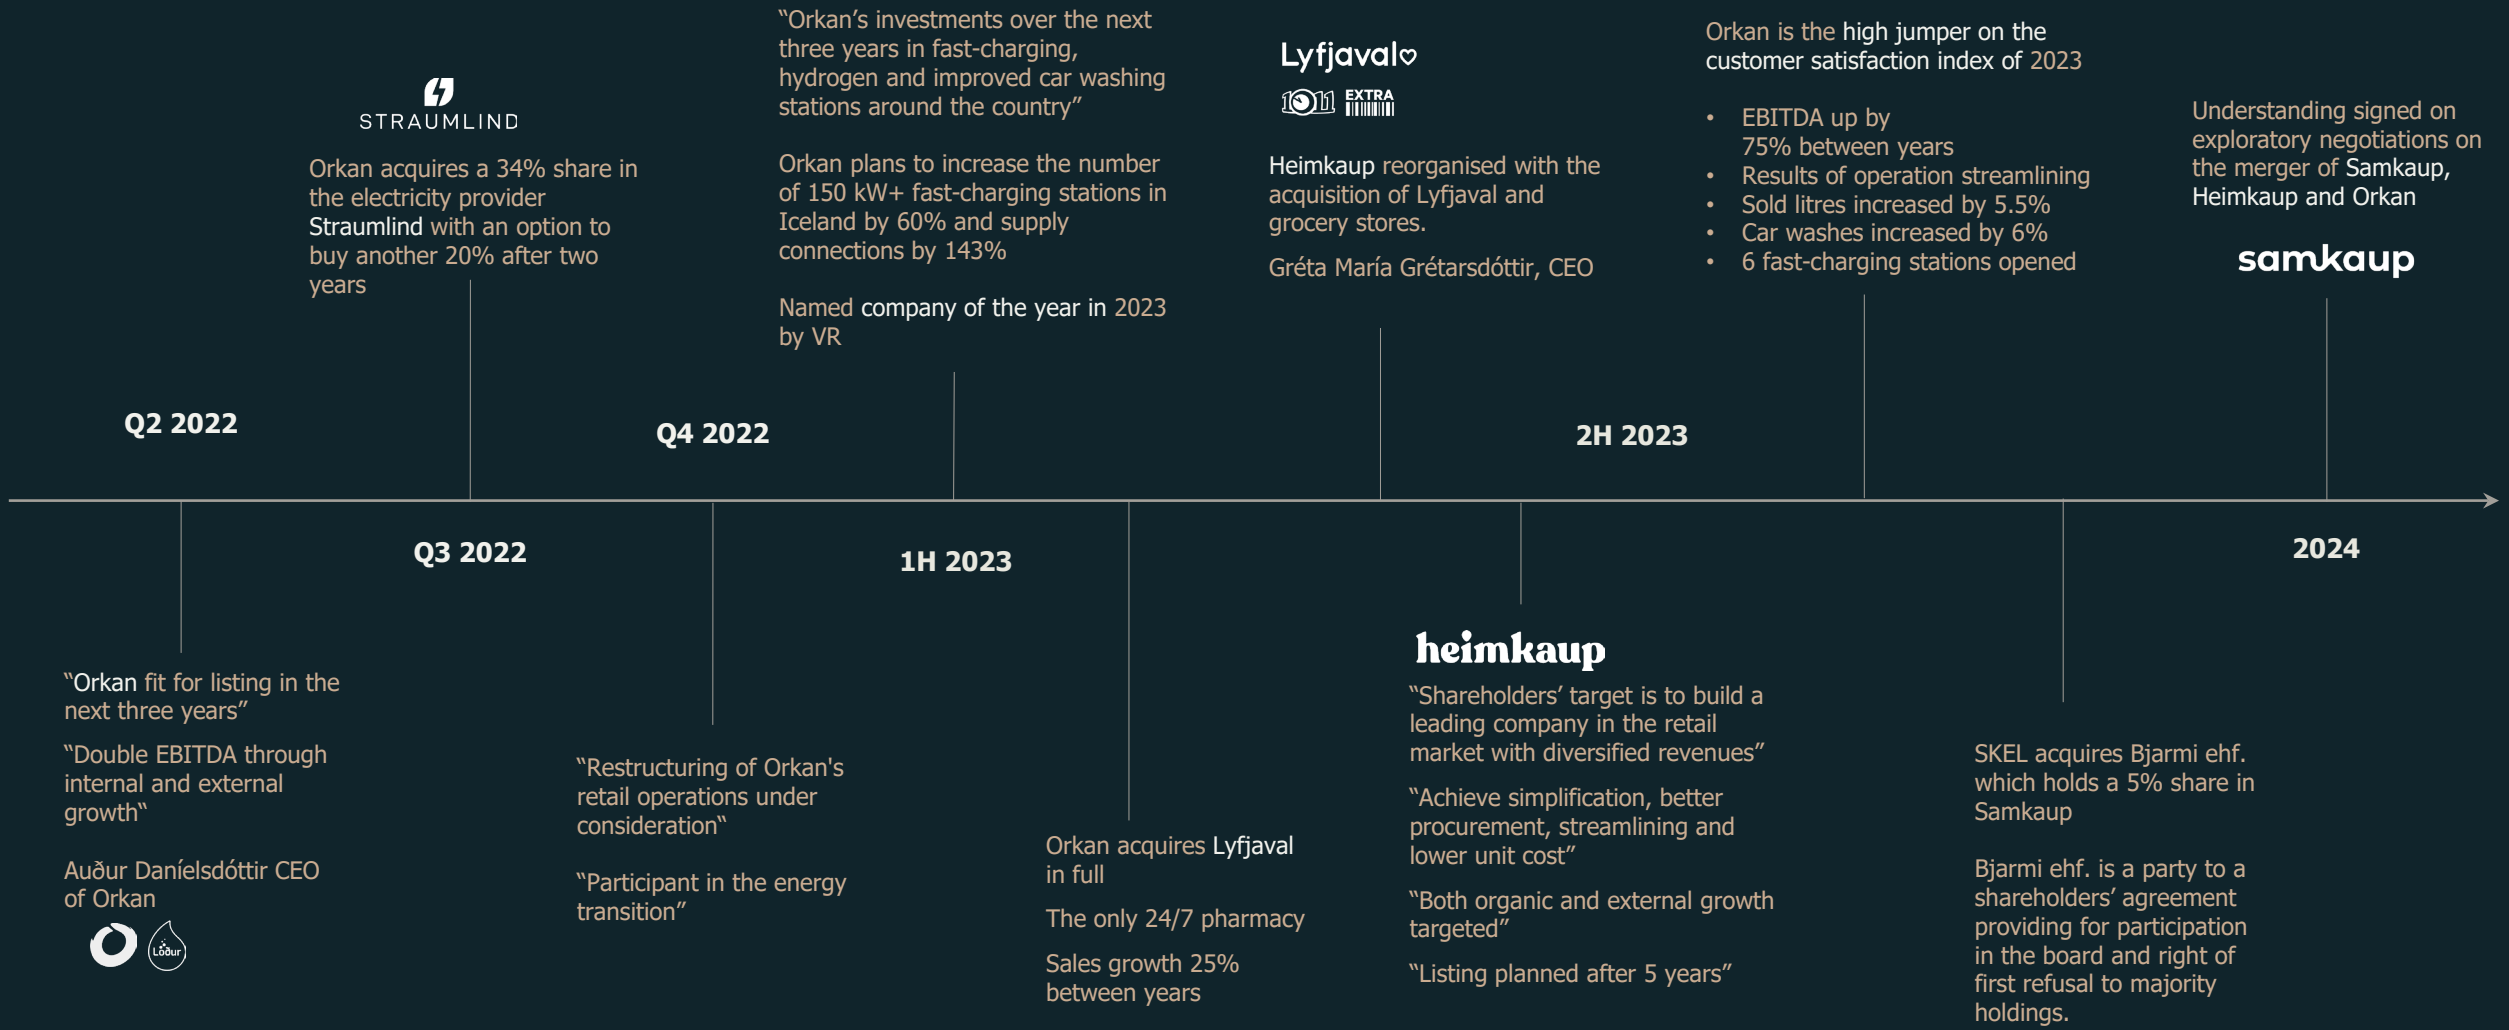 STRAUMLIND
Orkan acquires a 34% share in
the electricity provider
Straumlind with an option to
buy another 20% after two
years
“Orkan’s investments over the next
three years in fast-charging,
hydrogen and improved car washing
stations around the country”
Orkan plans to increase the number
of 150 kW+ fast-charging stations in
Iceland by 60% and supply
connections by 143%
Named company of the year in 2023
by VR
Lyfjaval
1011 EXTRA
Heimkaup reorganised with the
acquisition of Lyfjaval and
grocery stores.
Gréta María Grétarsdóttir, CEO
Orkan is the high jumper on the
customer satisfaction index of 2023
• EBITDA up by
75% between years
• Results of operation streamlining
• Sold litres increased by 5.5%
• Car washes increased by 6%
• 6 fast-charging stations opened
Understanding signed on
exploratory negotiations on
the merger of Samkaup,
Heimkaup and Orkan
samkaup
Q2 2022
Q4 2022
2H 2023
Q3 2022
1H 2023
2024
“Orkan fit for listing in the
next three years”
“Double EBITDA through
internal and external
growth“
Auður Daníelsdóttir CEO
of Orkan
Löður
“Restructuring of Orkan's
retail operations under
consideration“
“Participant in the energy
transition”
Orkan acquires Lyfjaval
in full
The only 24/7 pharmacy
Sales growth 25%
between years
heimkaup
“Shareholders’ target is to build a
leading company in the retail
market with diversified revenues”
“Achieve simplification, better
procurement, streamlining and
lower unit cost”
“Both organic and external growth
targeted”
“Listing planned after 5 years”
SKEL acquires Bjarmi ehf.
which holds a 5% share in
Samkaup
Bjarmi ehf. is a party to a
shareholders’ agreement
providing for participation
in the board and right of
first refusal to majority
holdings.